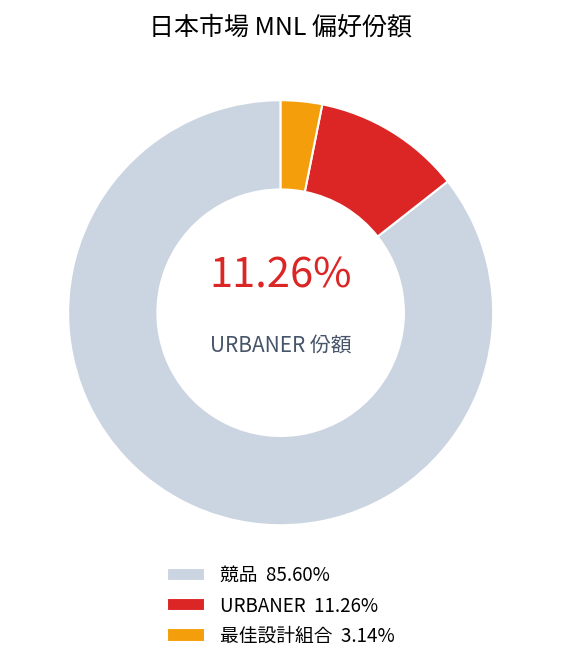 日本市場 MNL 偏好份額
11.26%
URBANER 份額
競品 85.60%
URBANER 11.26%
最佳設計組合 3.14%